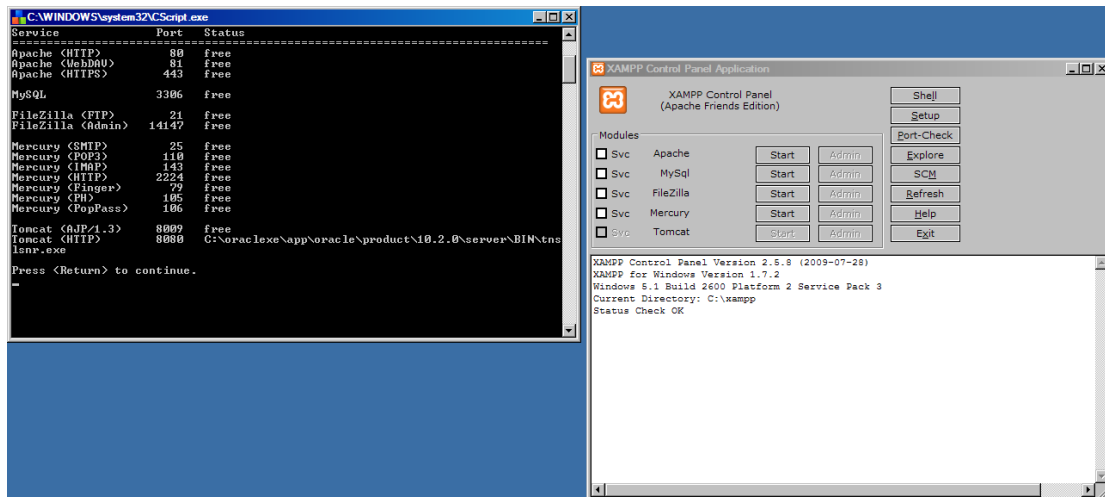 C:\WINDOWS\system32\CScript.exe
Service Port Status
===============================================================================
Apache (HTTP) 80 free
Apache (WebDAV) 81 free
Apache (HTTPS) 443 free
MySQL 3306 free
FileZilla (FTP) 21 free
FileZilla (Admin) 14147 free
Mercury (SMTP) 25 free
Mercury (POP3) 110 free
Mercury (IMAP) 143 free
Mercury (HTTP) 2224 free
Mercury (Finger) 79 free
Mercury (PH) 105 free
Mercury (PopPass) 106 free
Tomcat (AJP/1.3) 8009 free
Tomcat (HTTP) 8080 C:\oraclexe\app\oracle\product\10.2.0\server\BIN\tns
lsnr.exe
Press <Return> to continue.
XAMPP Control Panel Application
XAMPP Control Panel
(Apache Friends Edition)
Shell
Setup
Port-Check
Modules
Svc Apache Start Admin Explore
Svc MySql Start Admin SCM
Svc FileZilla Start Admin Refresh
Svc Mercury Start Admin Help
Svc Tomcat Start Admin Exit
XAMPP Control Panel Version 2.5.8 (2009-07-28)
XAMPP for Windows Version 1.7.2
Windows 5.1 Build 2600 Platform 2 Service Pack 3
Current Directory: C:\xampp
Status Check OK